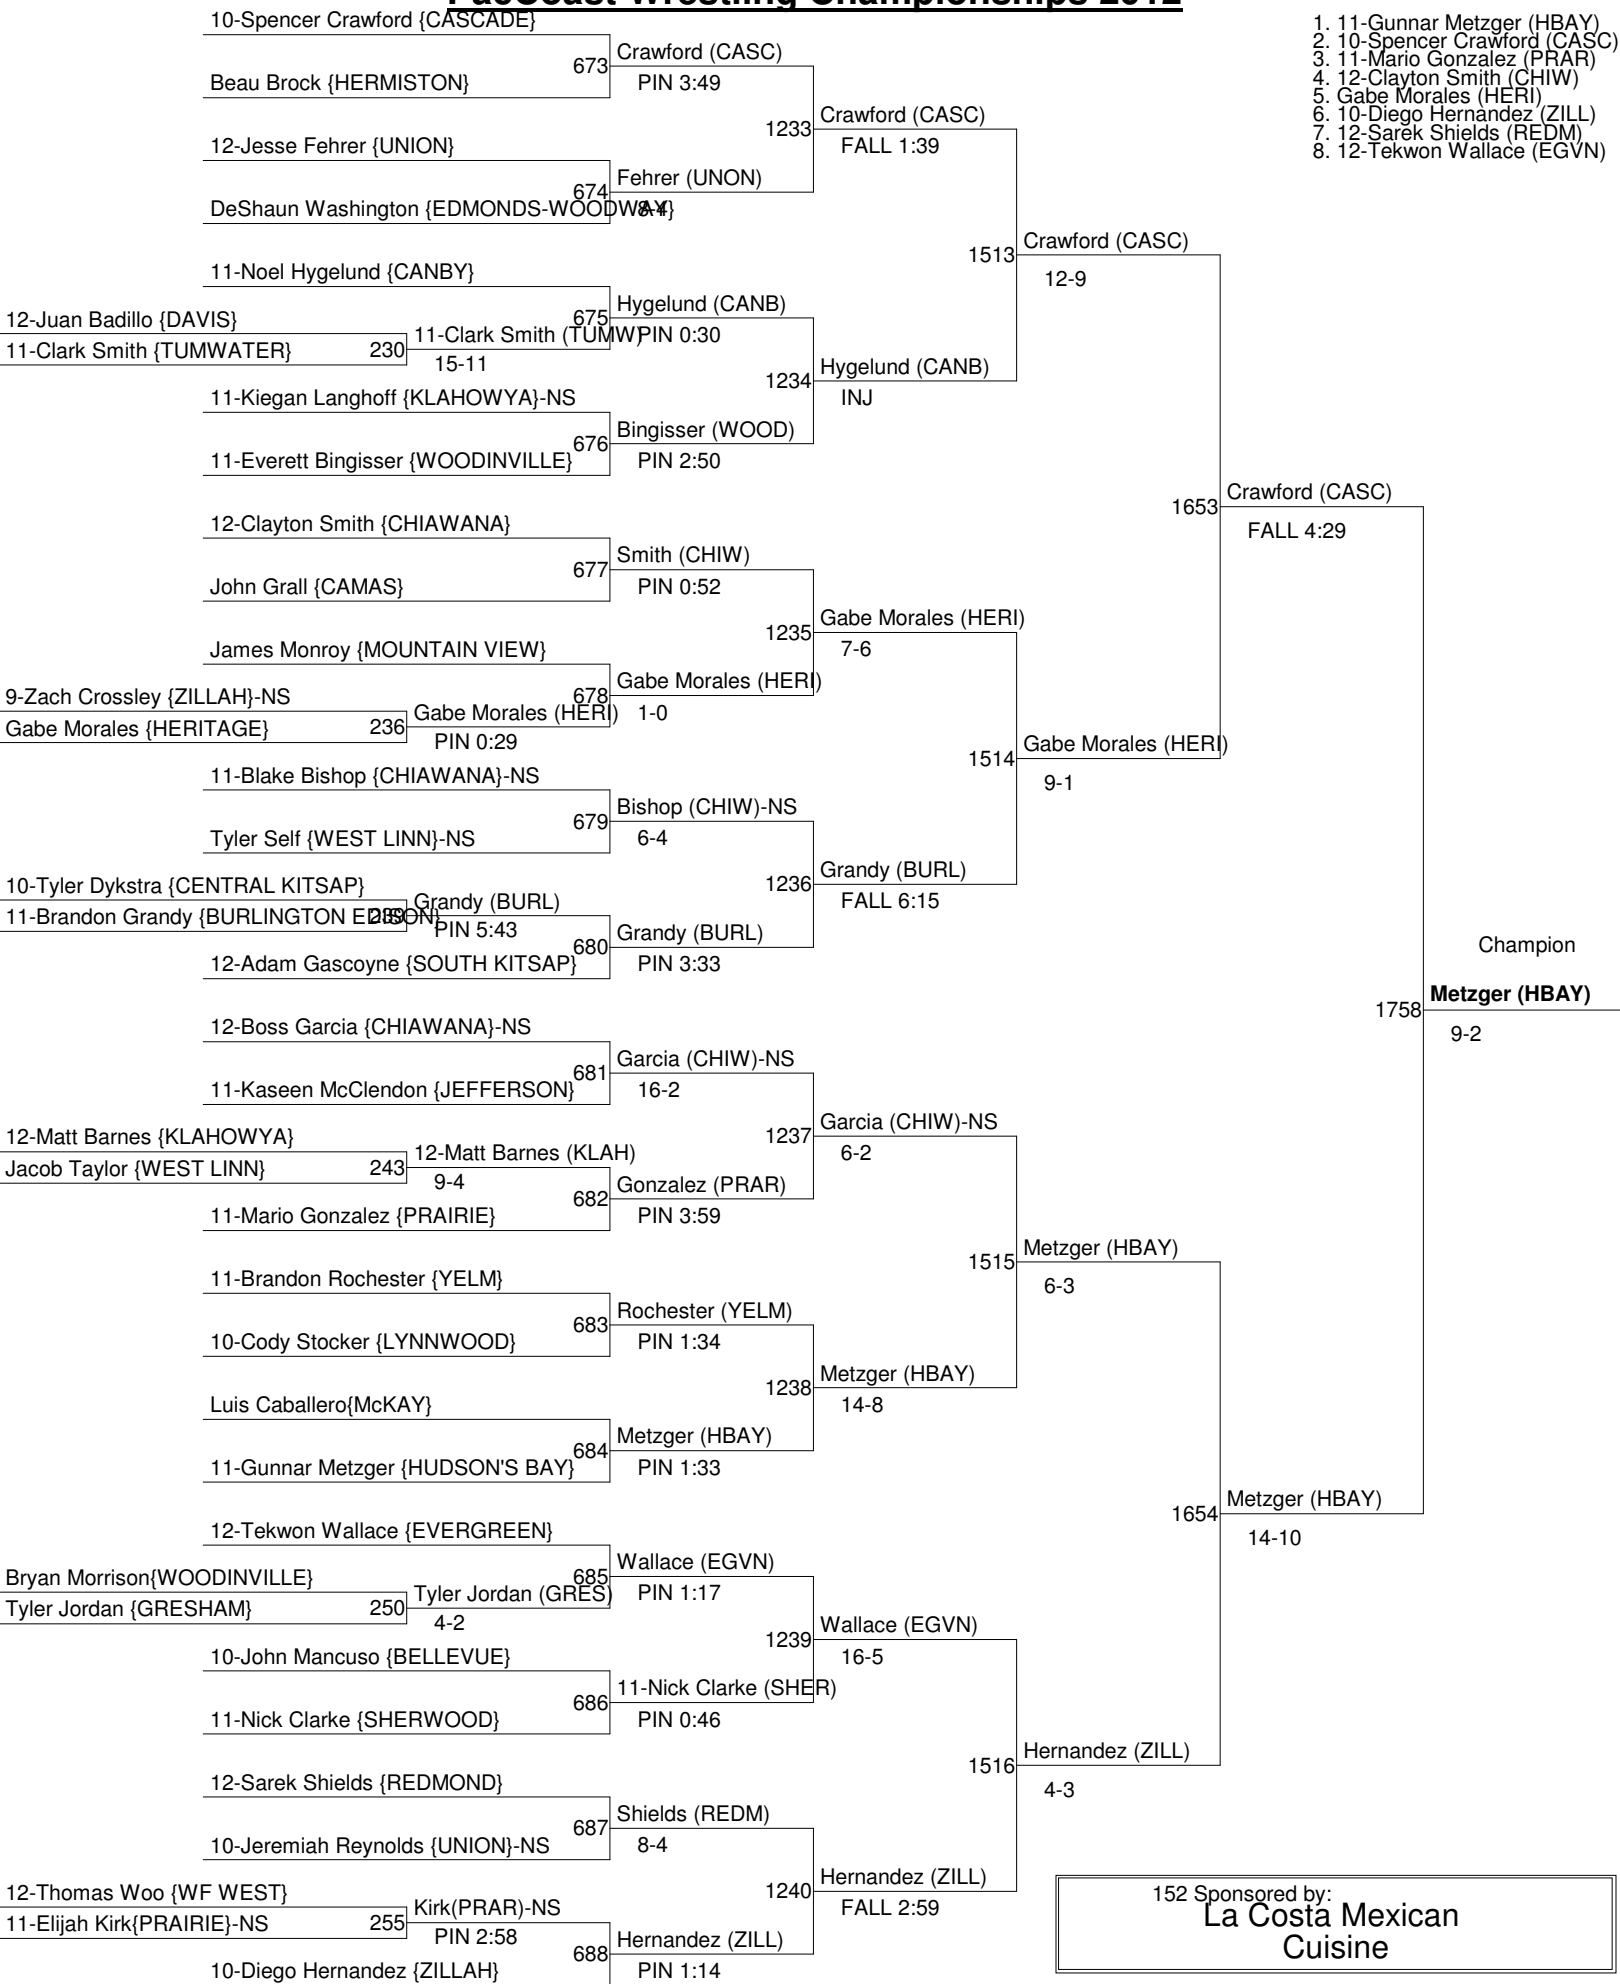 PacCoast Wrestling Championships 2012
1. 11-Gunnar Metzger (HBAY)
2. 10-Spencer Crawford (CASC)
3. 11-Mario Gonzalez (PRAR)
4. 12-Clayton Smith (CHIW)
5. Gabe Morales (HERI)
6. 10-Diego Hernandez (ZILL)
7. 12-Sarek Shields (REDM)
8. 12-Tekwon Wallace (EGVN)
10-Spencer Crawford {CASCADE}
673 Crawford (CASC)
Beau Brock {HERMISTON}
PIN 3:49
1233 Crawford (CASC)
FALL 1:39
12-Jesse Fehrer {UNION}
674 Fehrer (UNON)
DeShaun Washington {EDMONDS-WOODWAY}
8-4
1513 Crawford (CASC)
12-9
11-Noel Hygelund {CANBY}
675 Hygelund (CANB)
PIN 0:30
12-Juan Badillo {DAVIS}
11-Clark Smith {TUMWATER}
230 11-Clark Smith (TUMW)
15-11
1234 Hygelund (CANB)
INJ
11-Kiegan Langhoff {KLAHOWYA}-NS
676 Bingisser (WOOD)
11-Everett Bingisser {WOODINVILLE}
PIN 2:50
1653 Crawford (CASC)
FALL 4:29
12-Clayton Smith {CHIAWANA}
677 Smith (CHIW)
John Grall {CAMAS}
PIN 0:52
1235 Gabe Morales (HERI)
7-6
James Monroy {MOUNTAIN VIEW}
678 Gabe Morales (HERI)
1-0
9-Zach Crossley {ZILLAH}-NS
Gabe Morales {HERITAGE}
236 Gabe Morales (HERI)
PIN 0:29
1514 Gabe Morales (HERI)
9-1
11-Blake Bishop {CHIAWANA}-NS
679 Bishop (CHIW)-NS
Tyler Self {WEST LINN}-NS
6-4
1236 Grandy (BURL)
FALL 6:15
10-Tyler Dykstra {CENTRAL KITSAP}
11-Brandon Grandy {BURLINGTON EDISON}
239 Grandy (BURL)
PIN 5:43
680 Grandy (BURL)
12-Adam Gascoyne {SOUTH KITSAP}
PIN 3:33
Champion
1758 Metzger (HBAY)
9-2
12-Boss Garcia {CHIAWANA}-NS
681 Garcia (CHIW)-NS
11-Kaseen McClendon {JEFFERSON}
16-2
1237 Garcia (CHIW)-NS
6-2
12-Matt Barnes {KLAHOWYA}
Jacob Taylor {WEST LINN}
243 12-Matt Barnes (KLAH)
9-4
682 Gonzalez (PRAR)
11-Mario Gonzalez {PRAIRIE}
PIN 3:59
1515 Metzger (HBAY)
6-3
11-Brandon Rochester {YELM}
683 Rochester (YELM)
10-Cody Stocker {LYNNWOOD}
PIN 1:34
1238 Metzger (HBAY)
14-8
Luis Caballero{McKAY}
684 Metzger (HBAY)
11-Gunnar Metzger {HUDSON'S BAY}
PIN 1:33
1654 Metzger (HBAY)
14-10
12-Tekwon Wallace {EVERGREEN}
685 Wallace (EGVN)
PIN 1:17
Bryan Morrison{WOODINVILLE}
Tyler Jordan {GRESHAM}
250 Tyler Jordan (GRES)
4-2
1239 Wallace (EGVN)
16-5
10-John Mancuso {BELLEVUE}
686 11-Nick Clarke (SHER)
11-Nick Clarke {SHERWOOD}
PIN 0:46
1516 Hernandez (ZILL)
4-3
12-Sarek Shields {REDMOND}
687 Shields (REDM)
10-Jeremiah Reynolds {UNION}-NS
8-4
1240 Hernandez (ZILL)
FALL 2:59
12-Thomas Woo {WF WEST}
11-Elijah Kirk{PRAIRIE}-NS
255 Kirk(PRAR)-NS
PIN 2:58
688 Hernandez (ZILL)
10-Diego Hernandez {ZILLAH}
PIN 1:14
152 Sponsored by:
La Costa Mexican
Cuisine